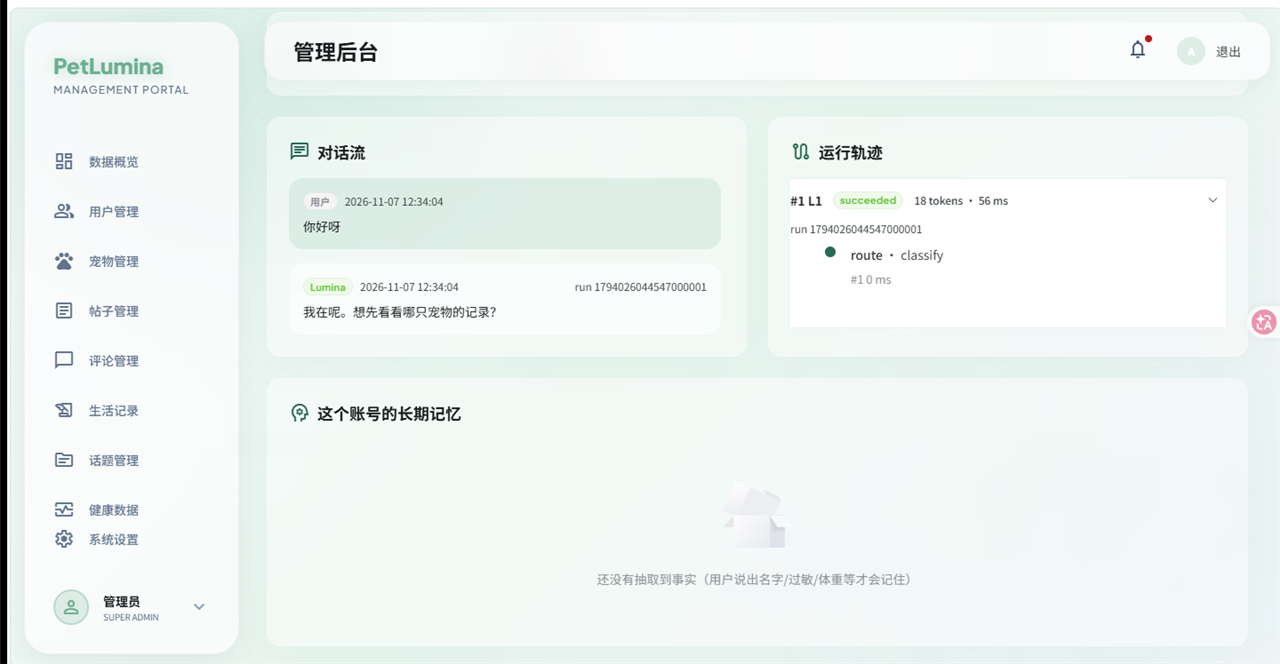 PetLumina
MANAGEMENT PORTAL
数据概览
用户管理
宠物管理
帖子管理
评论管理
生活记录
话题管理
健康数据
系统设置
管理员
SUPER ADMIN
管理后台
A
退出
对话流
用户 2026-11-07 12:34:04
你好呀
Lumina 2026-11-07 12:34:04 run 1794026044547000001
我在呢。想先看看哪只宠物的记录?
运行轨迹
#1 L1 succeeded 18 tokens · 56 ms
run 1794026044547000001
route · classify
#1 0 ms
这个账号的长期记忆
还没有抽取到事实（用户说出名字/过敏/体重等才会记住）